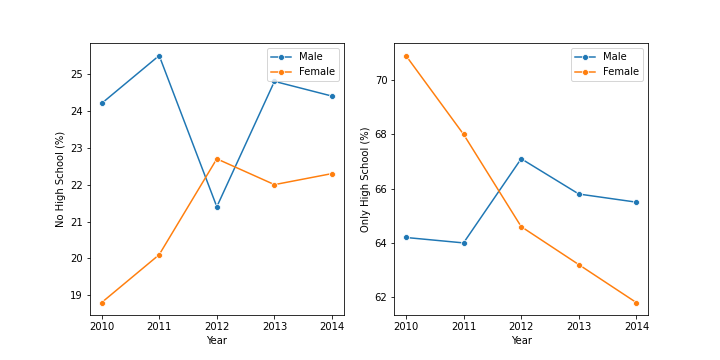 Male
Female
25
24
23
22
21
20
19
No High School (%)
2010 2011 2012 2013 2014
Year
Male
Female
70
68
66
64
62
Only High School (%)
2010 2011 2012 2013 2014
Year